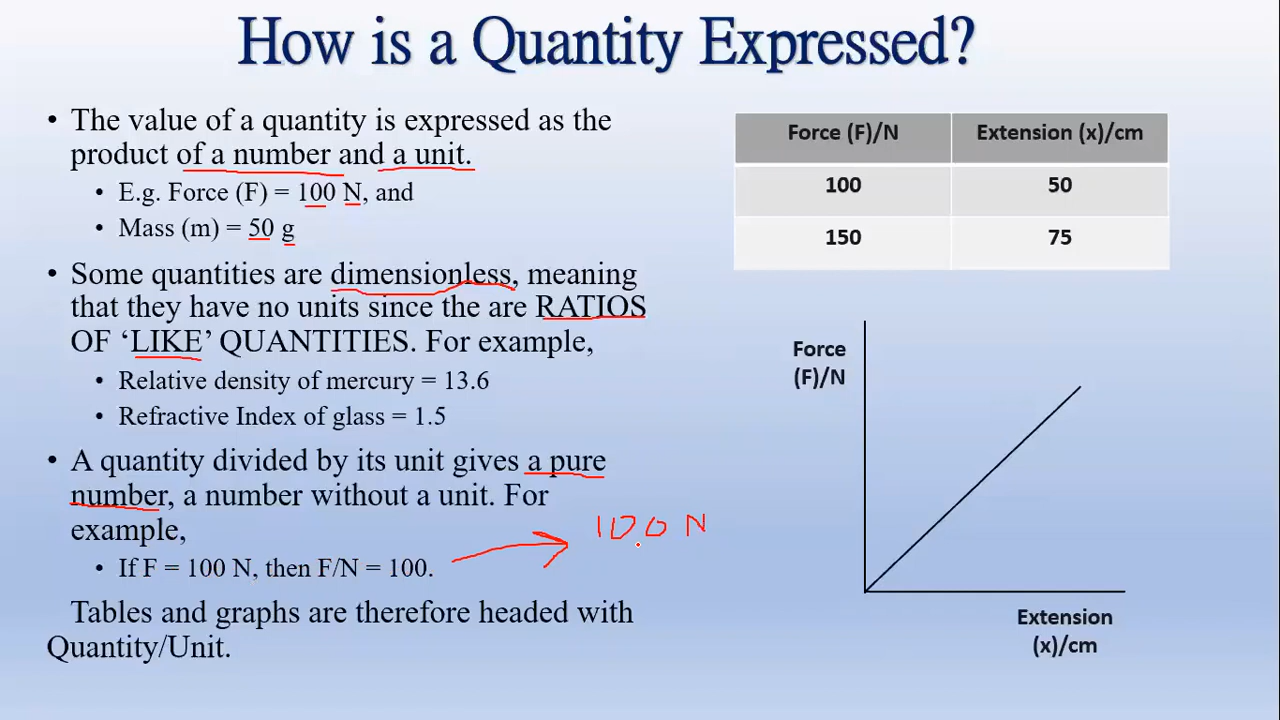 How is a Quantity Expressed?
• The value of a quantity is expressed as the
product of a number and a unit.
• E.g. Force (F) = 100 N, and
• Mass (m) = 50 g
• Some quantities are dimensionless, meaning
that they have no units since the are RATIOS
OF ‘LIKE’ QUANTITIES. For example,
• Relative density of mercury = 13.6
• Refractive Index of glass = 1.5
• A quantity divided by its unit gives a pure
number, a number without a unit. For
example,
• If F = 100 N, then F/N = 100.
100 N
Tables and graphs are therefore headed with
Quantity/Unit.
Force (F)/N Extension (x)/cm
100 50
150 75
Force
(F)/N
Extension
(x)/cm